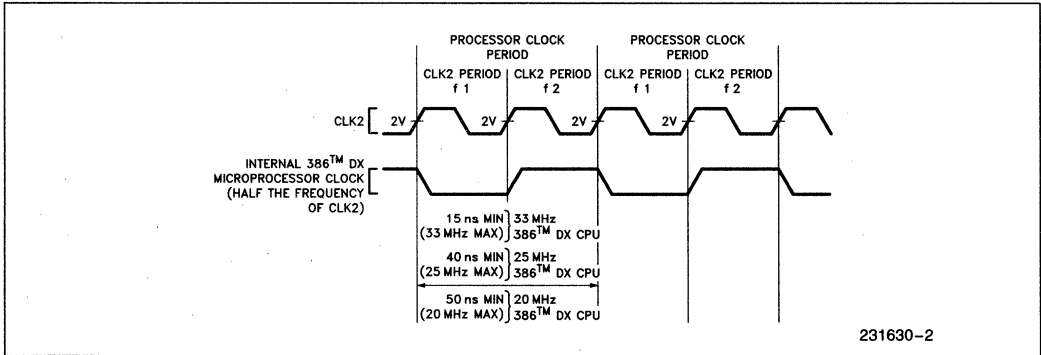 PROCESSOR CLOCK PERIOD
PROCESSOR CLOCK PERIOD
CLK2 PERIOD f 1
CLK2 PERIOD f 2
CLK2 PERIOD f 1
CLK2 PERIOD f 2
CLK2
2V
2V
2V
2V
2V
INTERNAL 386™ DX
MICROPROCESSOR CLOCK
(HALF THE FREQUENCY
OF CLK2)
15 ns MIN 33 MHz
(33 MHz MAX) 386™ DX CPU
40 ns MIN 25 MHz
(25 MHz MAX) 386™ DX CPU
50 ns MIN 20 MHz
(20 MHz MAX) 386™ DX CPU
231630-2